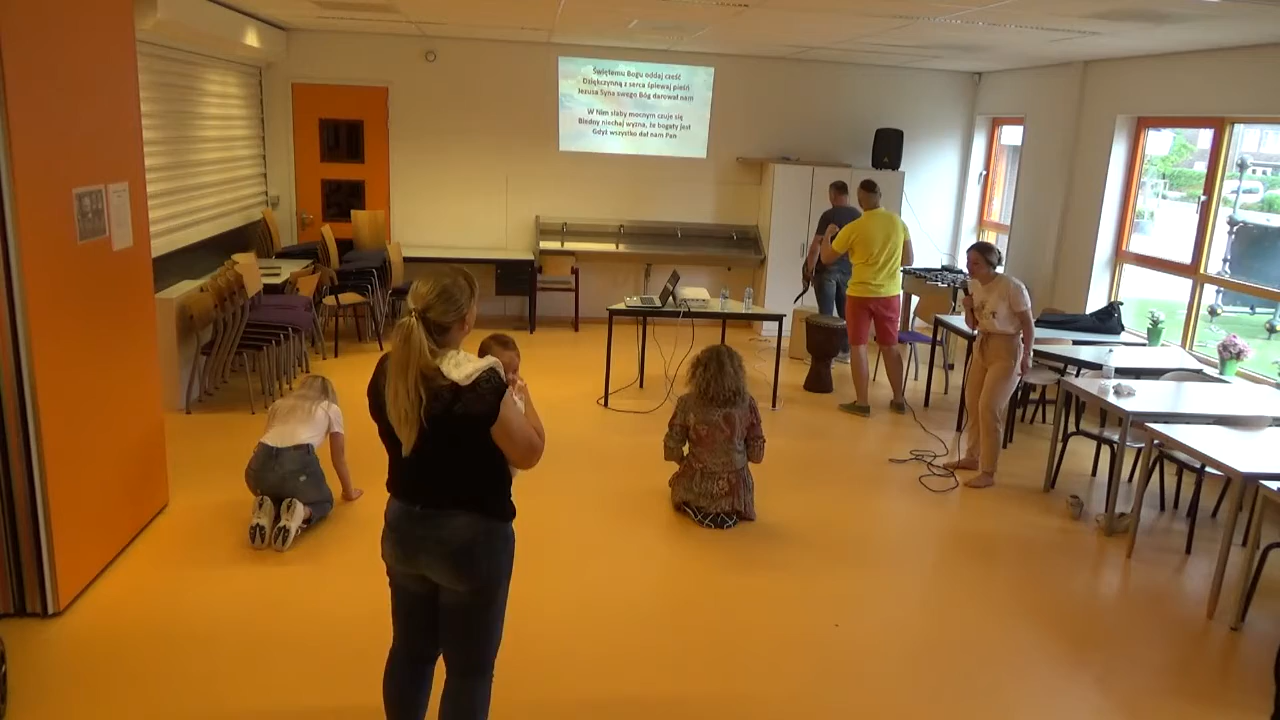 Świętemu Bogu oddaj cześć
Dziękczynną z serca śpiewaj pieśń
Jezusa Syna swego Bóg darował nam
W Nim słaby mocnym czuje się
Biedny niechaj wyzna, że bogaty jest
Gdyż wszystko dał nam Pan